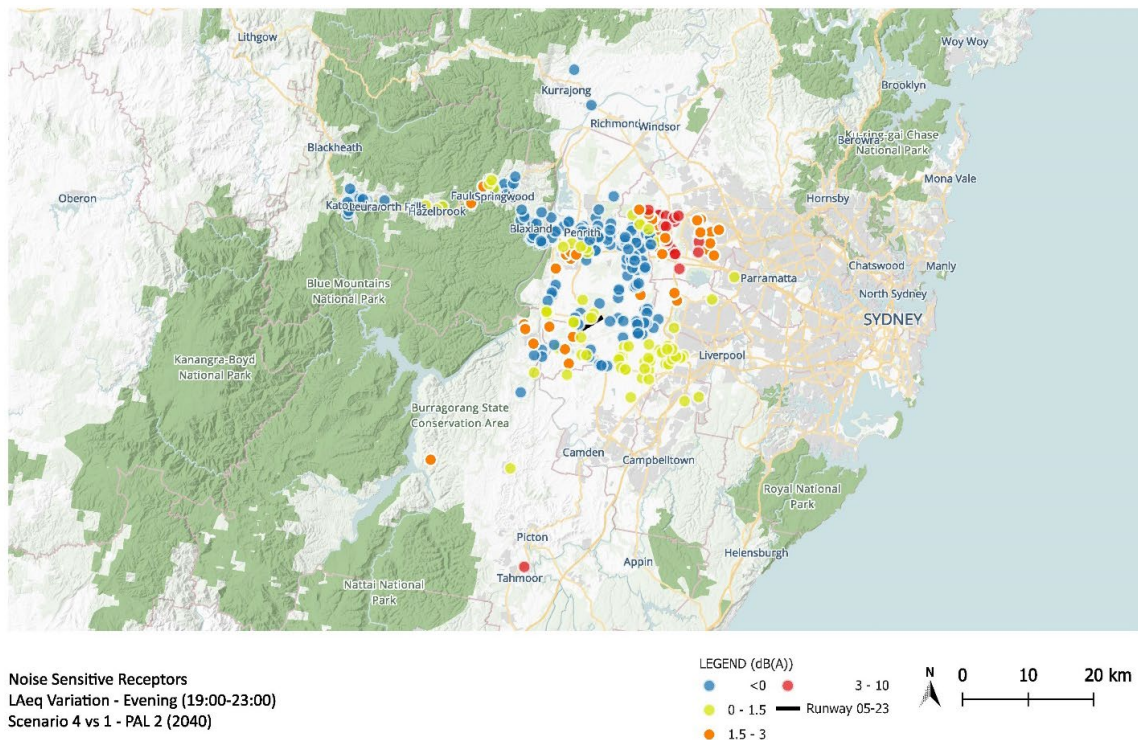 Woy Woy
Lithgow
Brooklyn
Kurrajong
Richmond
Windsor
Ku-ring-gai Chase
National Park
Berowra
Blackheath
Mona Vale
Oberon
Springwood
Hornsby
Hazelbrook
Blaxland
Penrith
Chatswood
Manly
Parramatta
Blue Mountains
National Park
North Sydney
SYDNEY
Liverpool
Kanangra-Boyd
National Park
Burragorang State
Conservation Area
Camden
Campbelltown
Royal National
Park
Picton
Helensburgh
Appin
Tahmoor
Nattai National
Park
Noise Sensitive Receptors
LAeq Variation - Evening (19:00-23:00)
Scenario 4 vs 1 - PAL 2 (2040)
LEGEND (dB(A))
<0
3 - 10
0 - 1.5
Runway 05-23
1.5 - 3
N
0 10 20 km